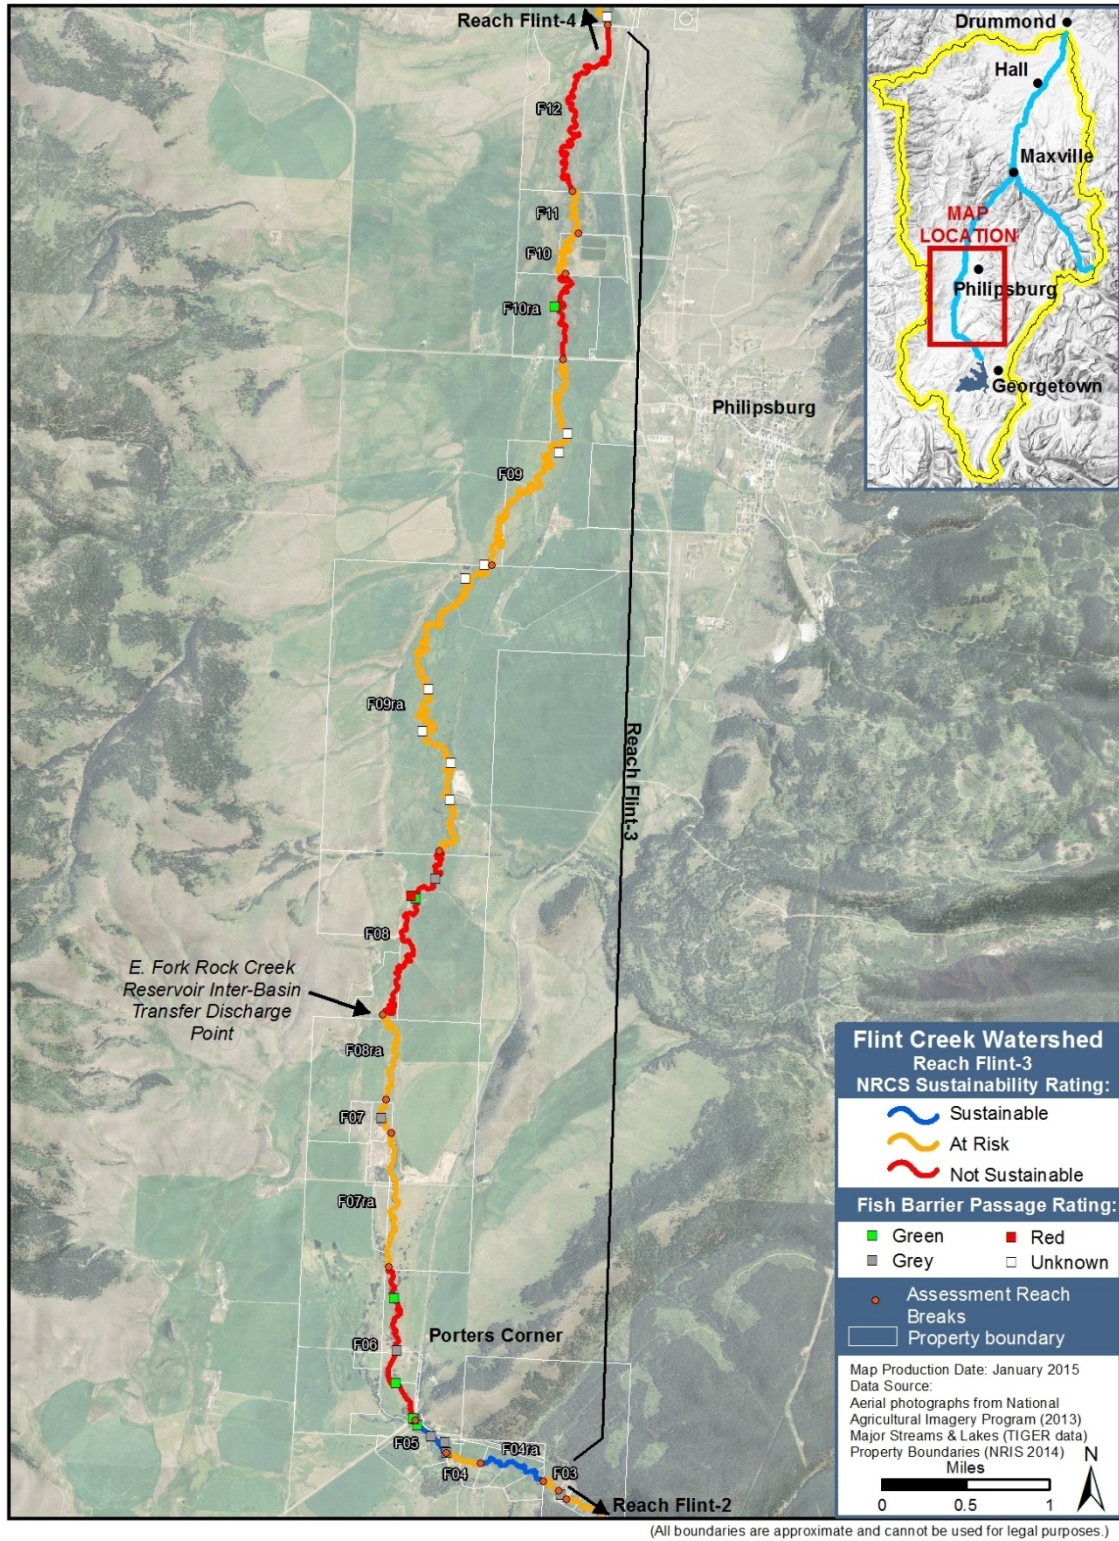 Reach Flint-4
Drummond
Hall
Maxville
MAP
LOCATION
Philipsburg
Georgetown
F12
F11
F10
F10ra
Philipsburg
F09
F09ra
Reach Flint-3
F08
E. Fork Rock Creek
Reservoir Inter-Basin
Transfer Discharge
Point
F08ra
F07
F07ra
F06
Porters Corner
F05
F04
F04ra
F03
Reach Flint-2
Flint Creek Watershed
Reach Flint-3
NRCS Sustainability Rating:
Sustainable
At Risk
Not Sustainable
Fish Barrier Passage Rating:
Green
Red
Grey
Unknown
Assessment Reach
Breaks
Property boundary
Map Production Date: January 2015
Data Source:
Aerial photographs from National
Agricultural Imagery Program (2013)
Major Streams & Lakes (TIGER data)
Property Boundaries (NRIS 2014)
N
Miles
0 0.5 1
(All boundaries are approximate and cannot be used for legal purposes.)